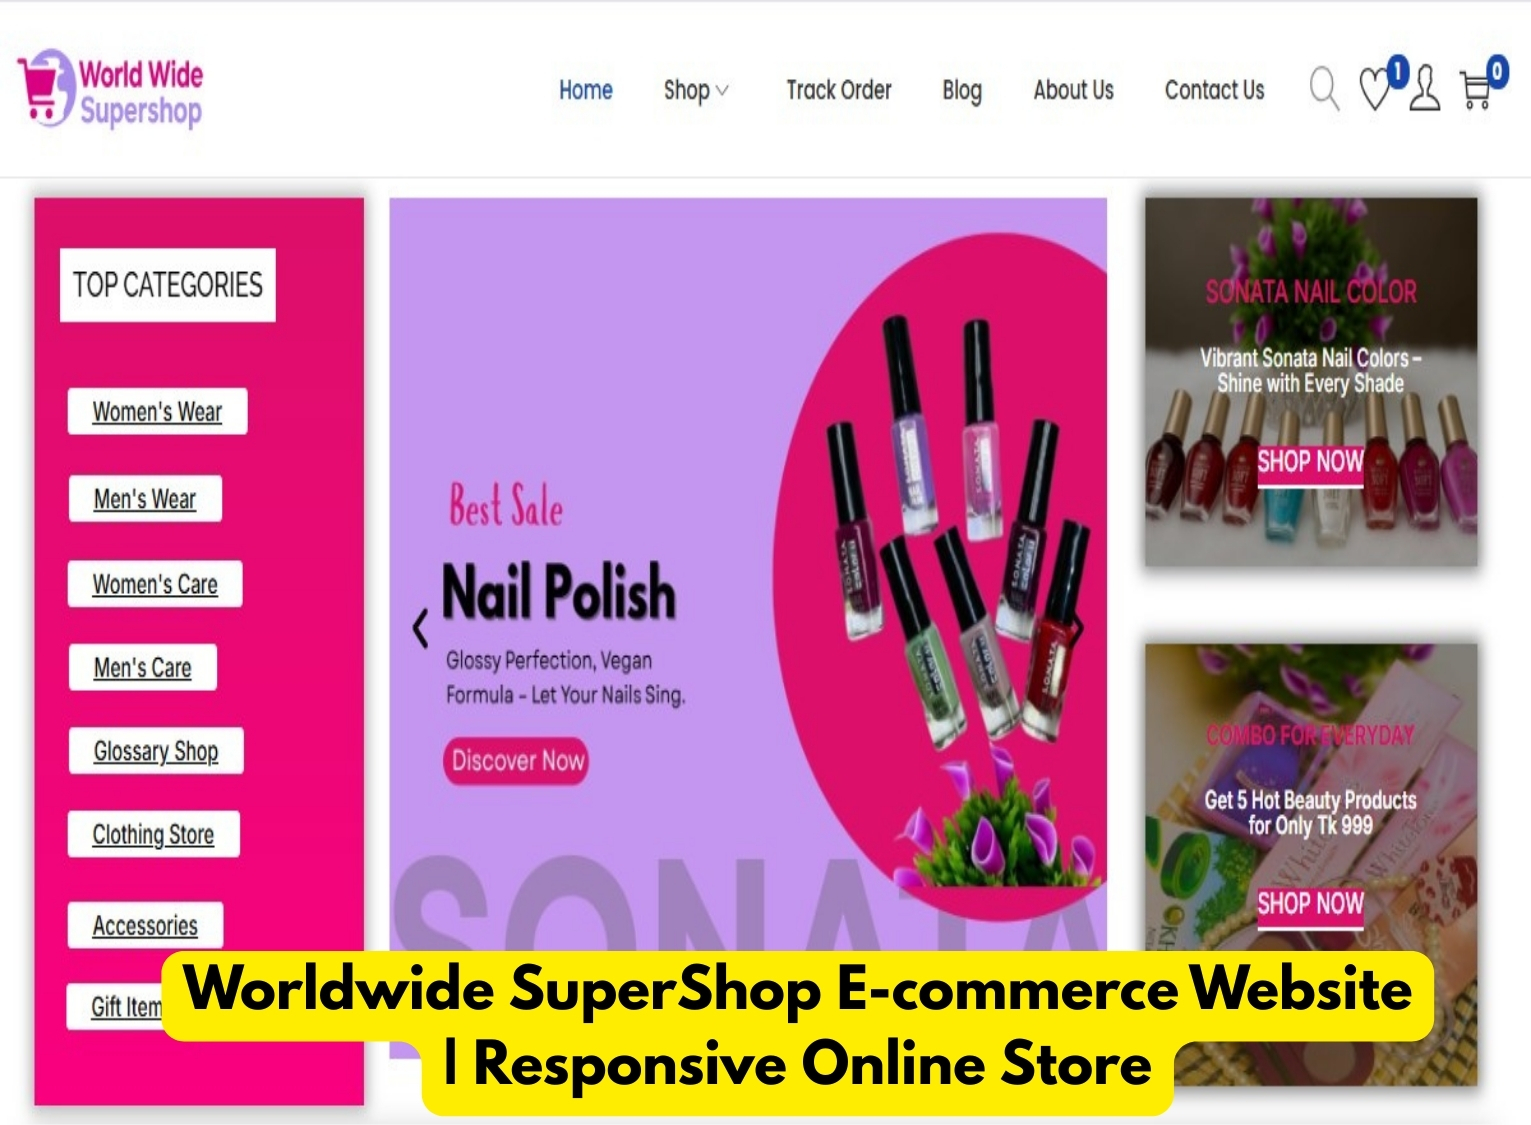 World Wide
Supershop
Home
Shop
Track Order
Blog
About Us
Contact Us
1
0
TOP CATEGORIES
Women's Wear
Men's Wear
Women's Care
Men's Care
Glossary Shop
Clothing Store
Accessories
Gift Item
Best Sale
Nail Polish
Glossy Perfection, Vegan
Formula – Let Your Nails Sing.
Discover Now
SONATA
SONATA
SONATA
SONATA
SONATA
SONATA NAIL COLOR
Vibrant Sonata Nail Colors –
Shine with Every Shade
SHOP NOW
COMBO FOR EVERYDAY
Get 5 Hot Beauty Products
for Only Tk 999
SHOP NOW
Worldwide SuperShop E-commerce Website
| Responsive Online Store